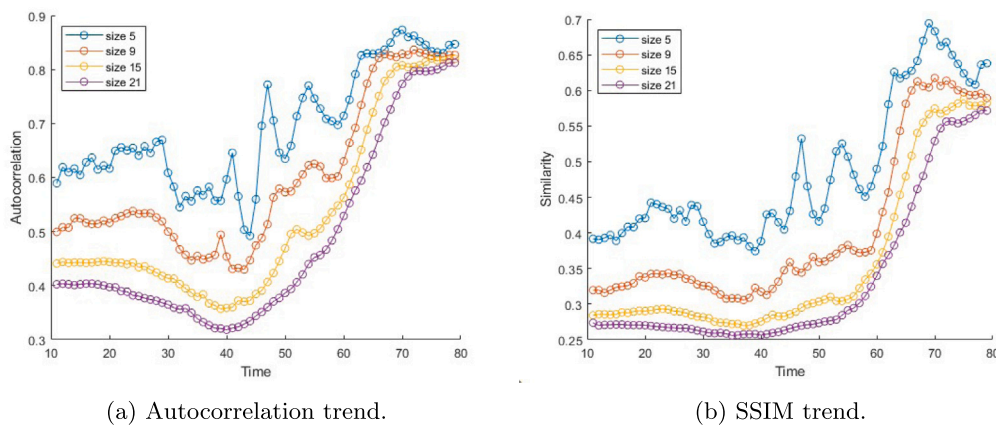 0.9
0.8
0.7
0.6
0.5
0.4
0.3
Autocorrelation
size 5
size 9
size 15
size 21
10 20 30 40 50 60 70 80
Time
(a) Autocorrelation trend.
0.7
0.65
0.6
0.55
0.5
0.45
0.4
0.35
0.3
0.25
Similarity
size 5
size 9
size 15
size 21
10 20 30 40 50 60 70 80
Time
(b) SSIM trend.